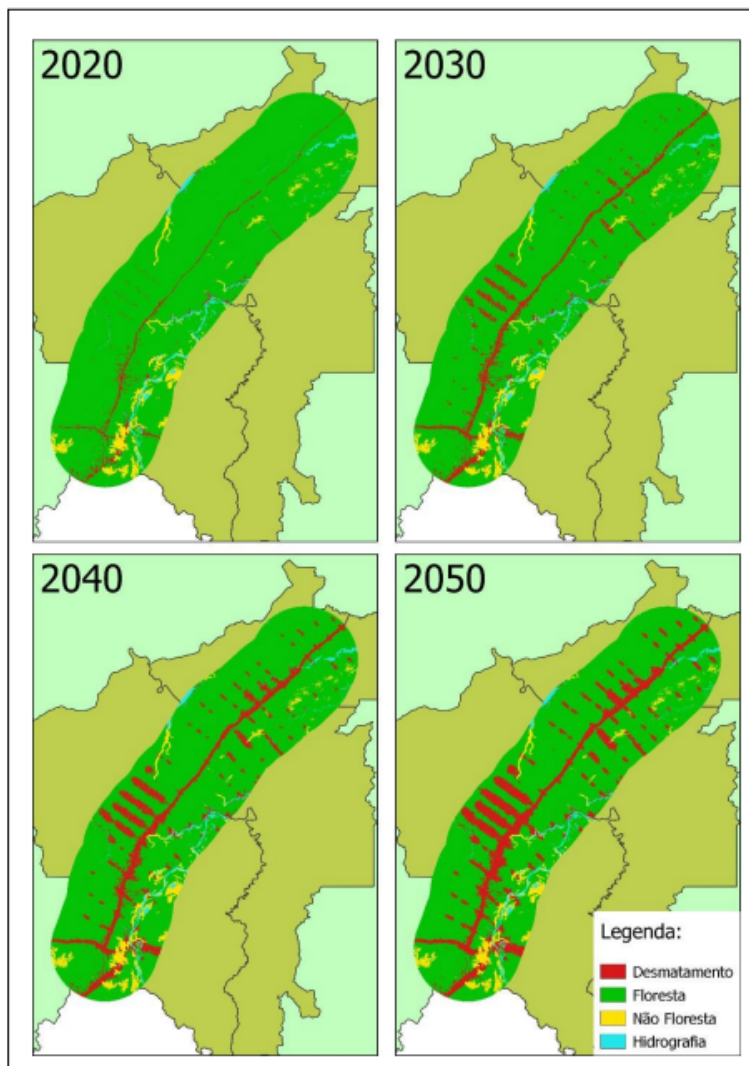 2020
2030
2040
2050
Legenda:
Desmatamento
Floresta
Não Floresta
Hidrografia